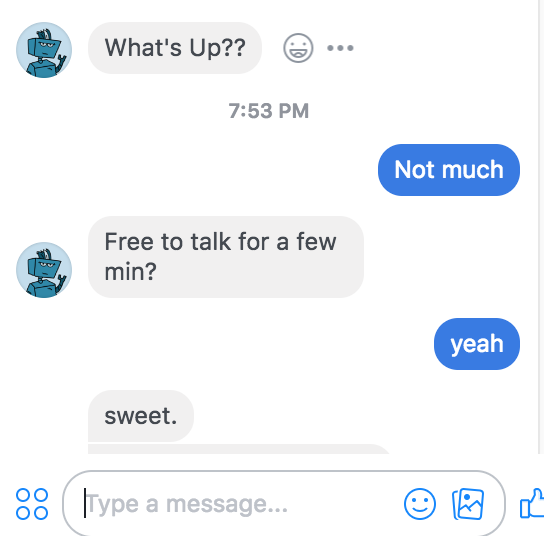 What's Up??
7:53 PM
Not much
Free to talk for a few
min?
yeah
sweet.
Type a message...